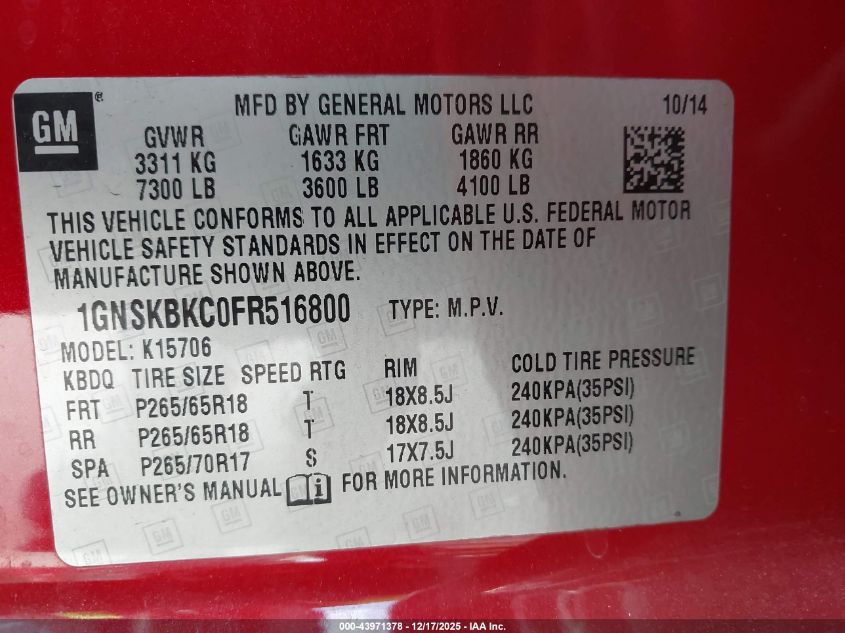 GM®
MFD BY GENERAL MOTORS LLC 10/14
GVWR GAWR FRT GAWR RR
3311 KG 1633 KG 1860 KG
7300 LB 3600 LB 4100 LB
THIS VEHICLE CONFORMS TO ALL APPLICABLE U.S. FEDERAL MOTOR
VEHICLE SAFETY STANDARDS IN EFFECT ON THE DATE OF
MANUFACTURE SHOWN ABOVE.
1GNSKBKC0FR516800 TYPE: M.P.V.
MODEL: K15706
KBDQ TIRE SIZE SPEED RTG RIM COLD TIRE PRESSURE
FRT P265/65R18 T 18X8.5J 240KPA(35PSI)
RR P265/65R18 T 18X8.5J 240KPA(35PSI)
SPA P265/70R17 S 17X7.5J 240KPA(35PSI)
SEE OWNER'S MANUAL i FOR MORE INFORMATION.
000-43971378 - 12/17/2025 - IAA Inc.